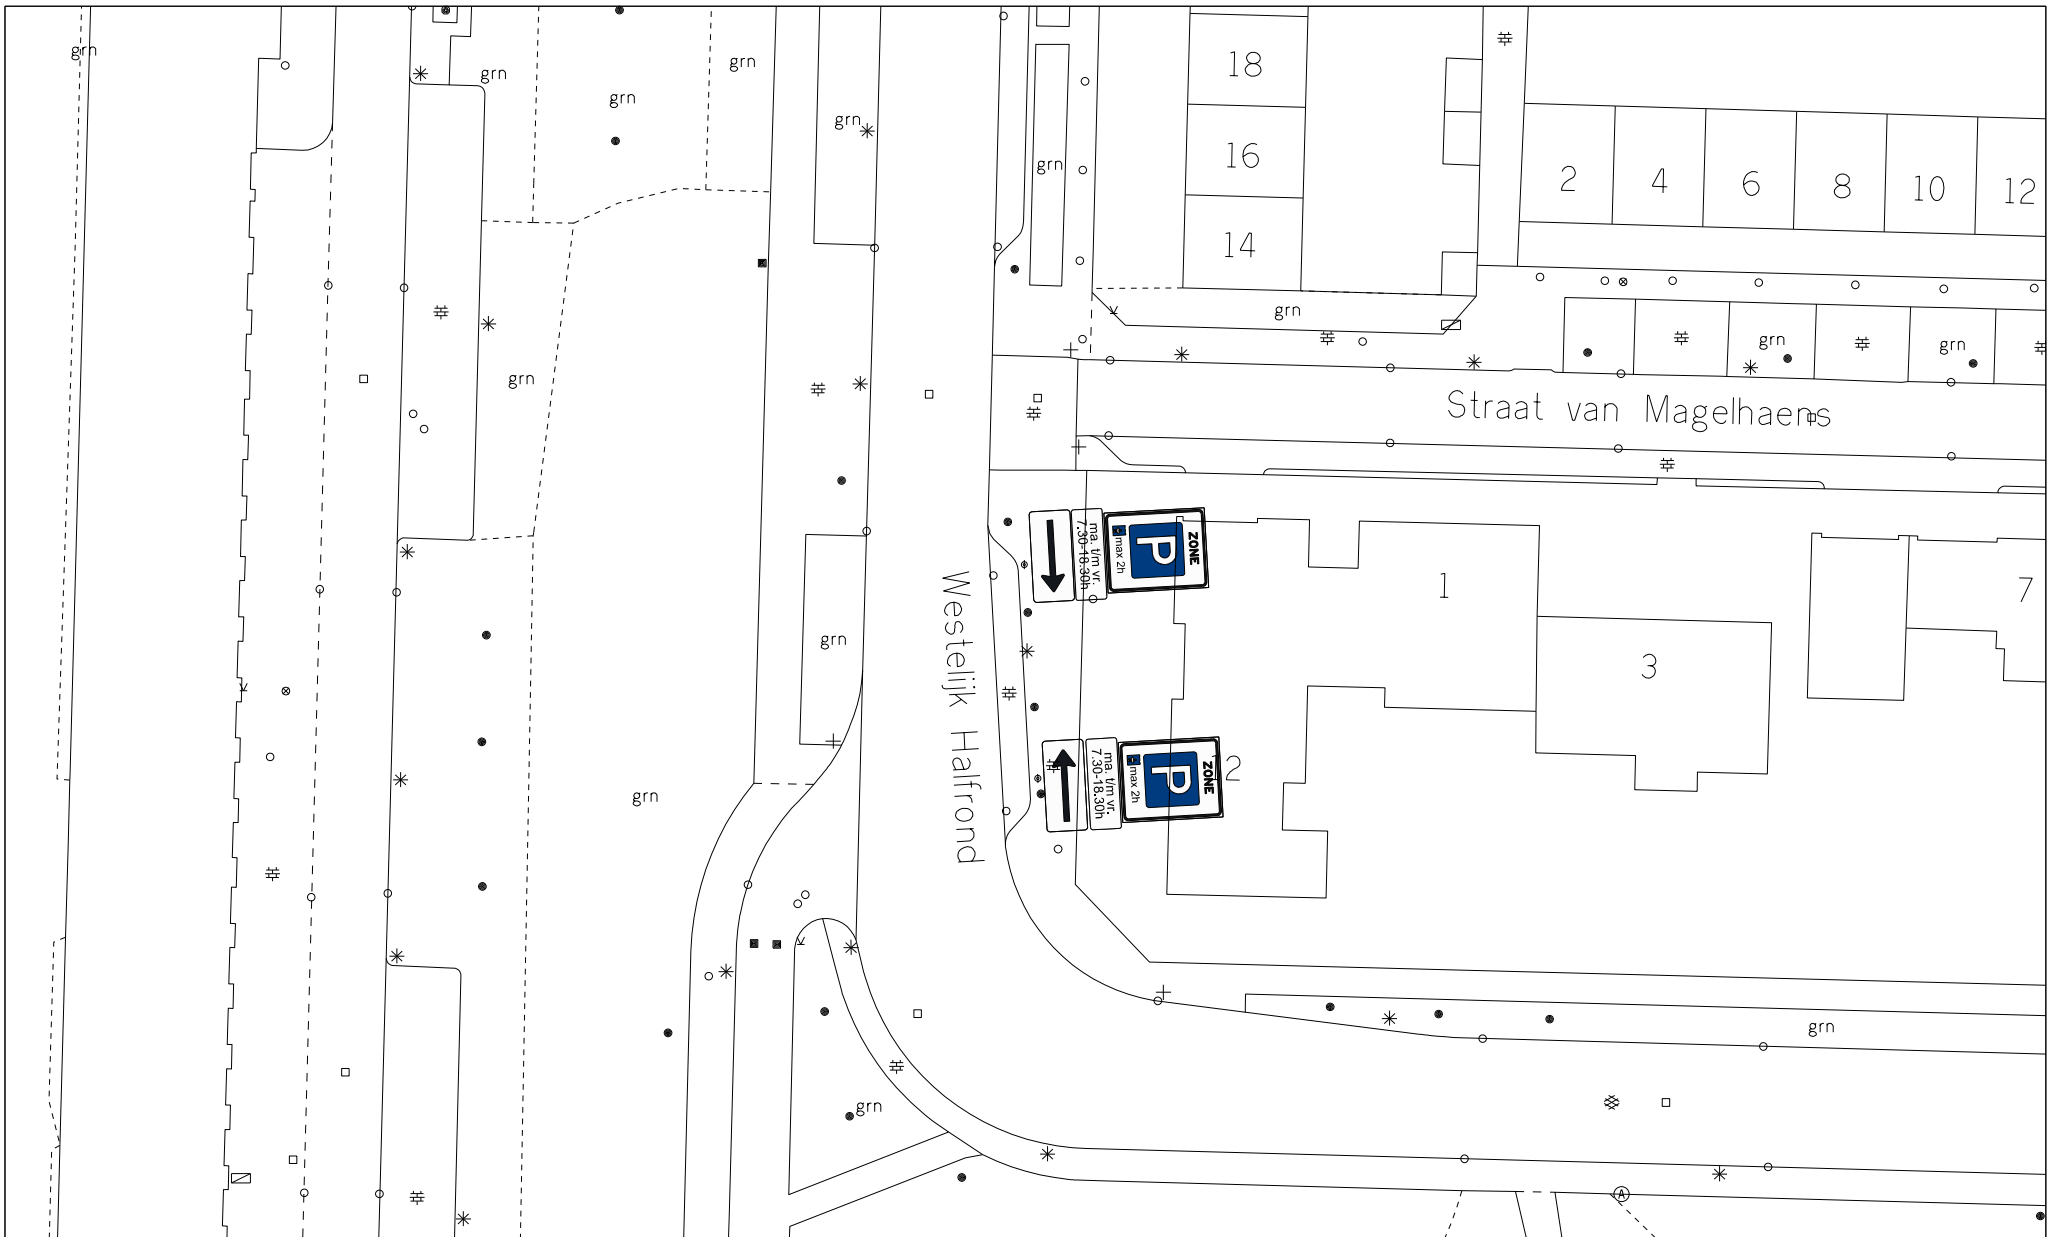 grn
grn
grn
grn
18
grn
16
grn
2
4
6
8
10
12
14
grn
grn
grn
grn
Straat van Magelhaens
ZONE
P
max 2h
ma. t/m vr.
7.30-18.30h
1
7
Westelijk Halfrond
grn
3
ZONE
P
max 2h
ma. t/m vr.
7.30-18.30h
2
grn
grn
grn
A